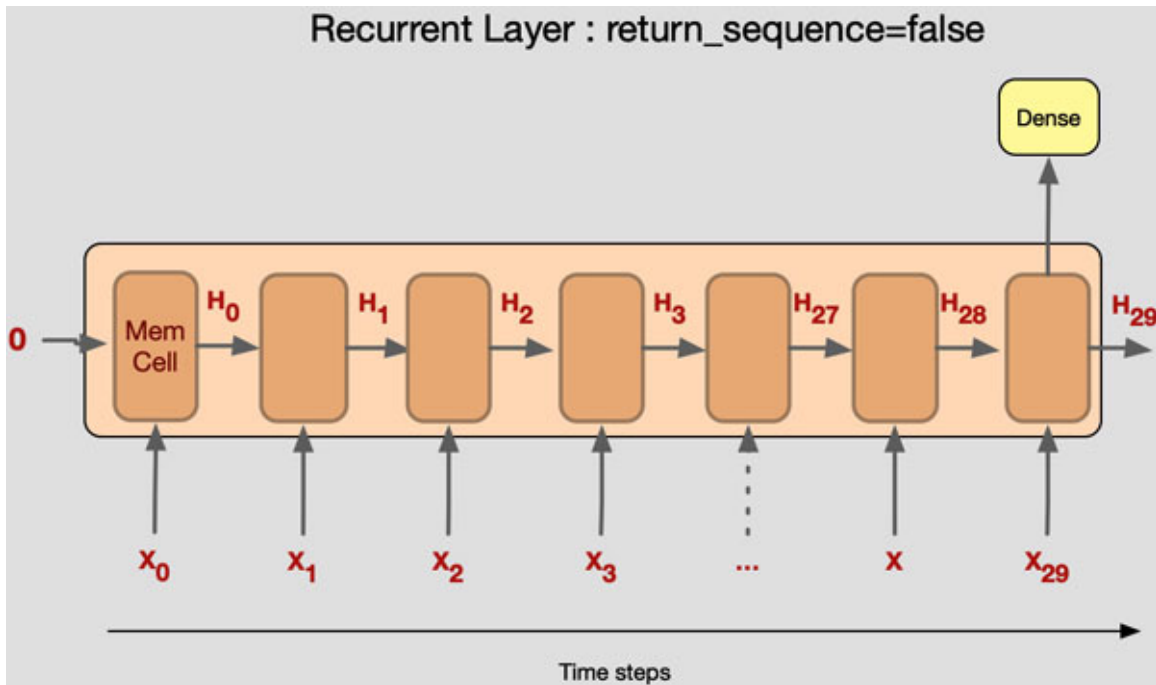 Recurrent Layer : return_sequence=false
Dense
H0 H1 H2 H3 H27 H28 H29
0
Mem
Cell
x0 x1 x2 x3 ... x x29
Time steps